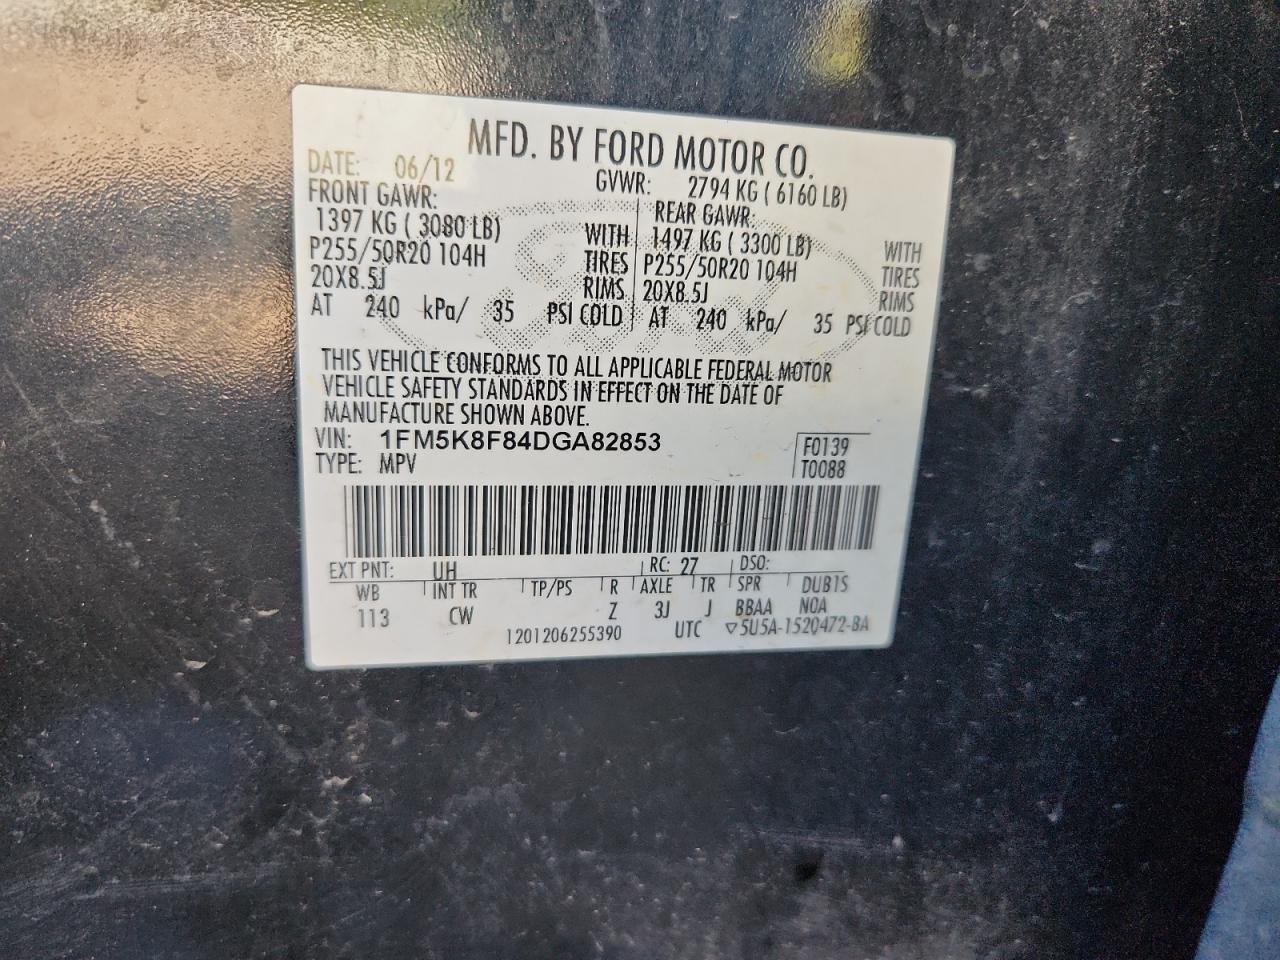 MFD. BY FORD MOTOR CO.
DATE: 06/12 GVWR: 2794 KG ( 6160 LB)
FRONT GAWR: REAR GAWR:
1397 KG ( 3080 LB) WITH 1497 KG ( 3300 LB) WITH
P255/50R20 104H TIRES P255/50R20 104H TIRES
20X8.5J RIMS 20X8.5J RIMS
AT 240 kPa/ 35 PSI COLD AT 240 kPa/ 35 PSI COLD
THIS VEHICLE CONFORMS TO ALL APPLICABLE FEDERAL MOTOR
VEHICLE SAFETY STANDARDS IN EFFECT ON THE DATE OF
MANUFACTURE SHOWN ABOVE.
VIN: 1FM5K8F84DGA82853 F0139
TYPE: MPV T0088
EXT PNT: UH RC: 27 DSO:
WB INT TR TP/PS R AXLE TR SPR DUB1S
113 CW Z 3J J BBAA NOA
1201206255390 UTC ▽5U5A-1520472-BA